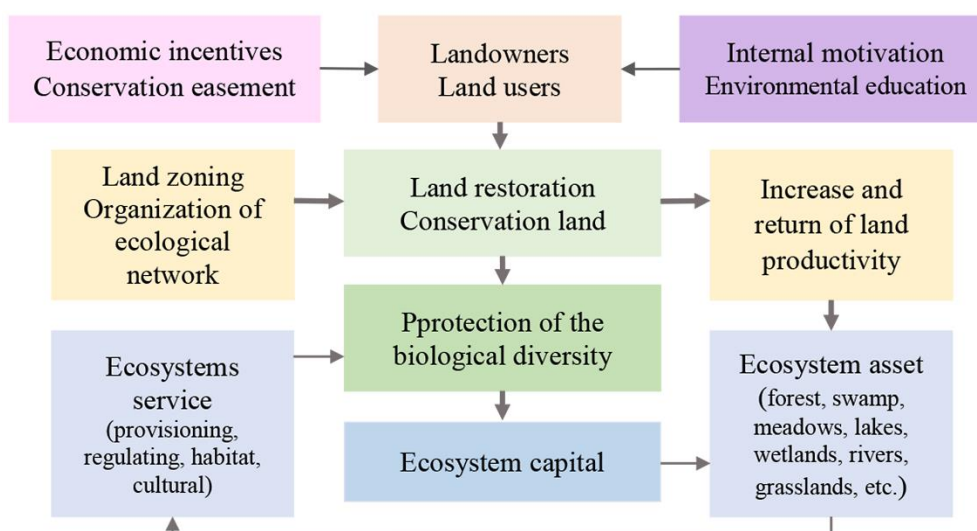 Economic incentives
Conservation easement
Landowners
Land users
Internal motivation
Environmental education
Land zoning
Organization of
ecological
network
Land restoration
Conservation land
Increase and
return of land
productivity
Pprotection of the
biological diversity
Ecosystems
service
(provisioning,
regulating, habitat,
cultural)
Ecosystem capital
Ecosystem asset
(forest, swamp,
meadows, lakes,
wetlands, rivers,
grasslands, etc.)